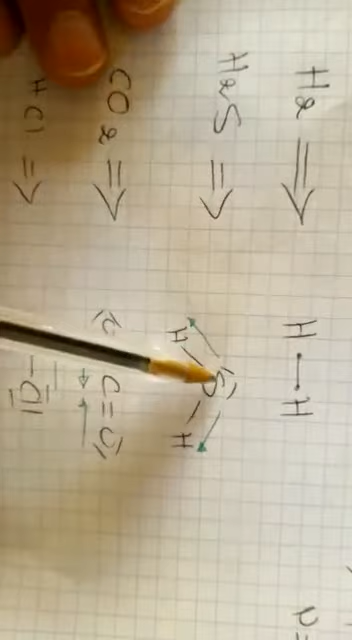 H2 ⇒ H — H
H2S ⇒ H S H
CO2 ⇒ C = O
HCl ⇒ — Cl